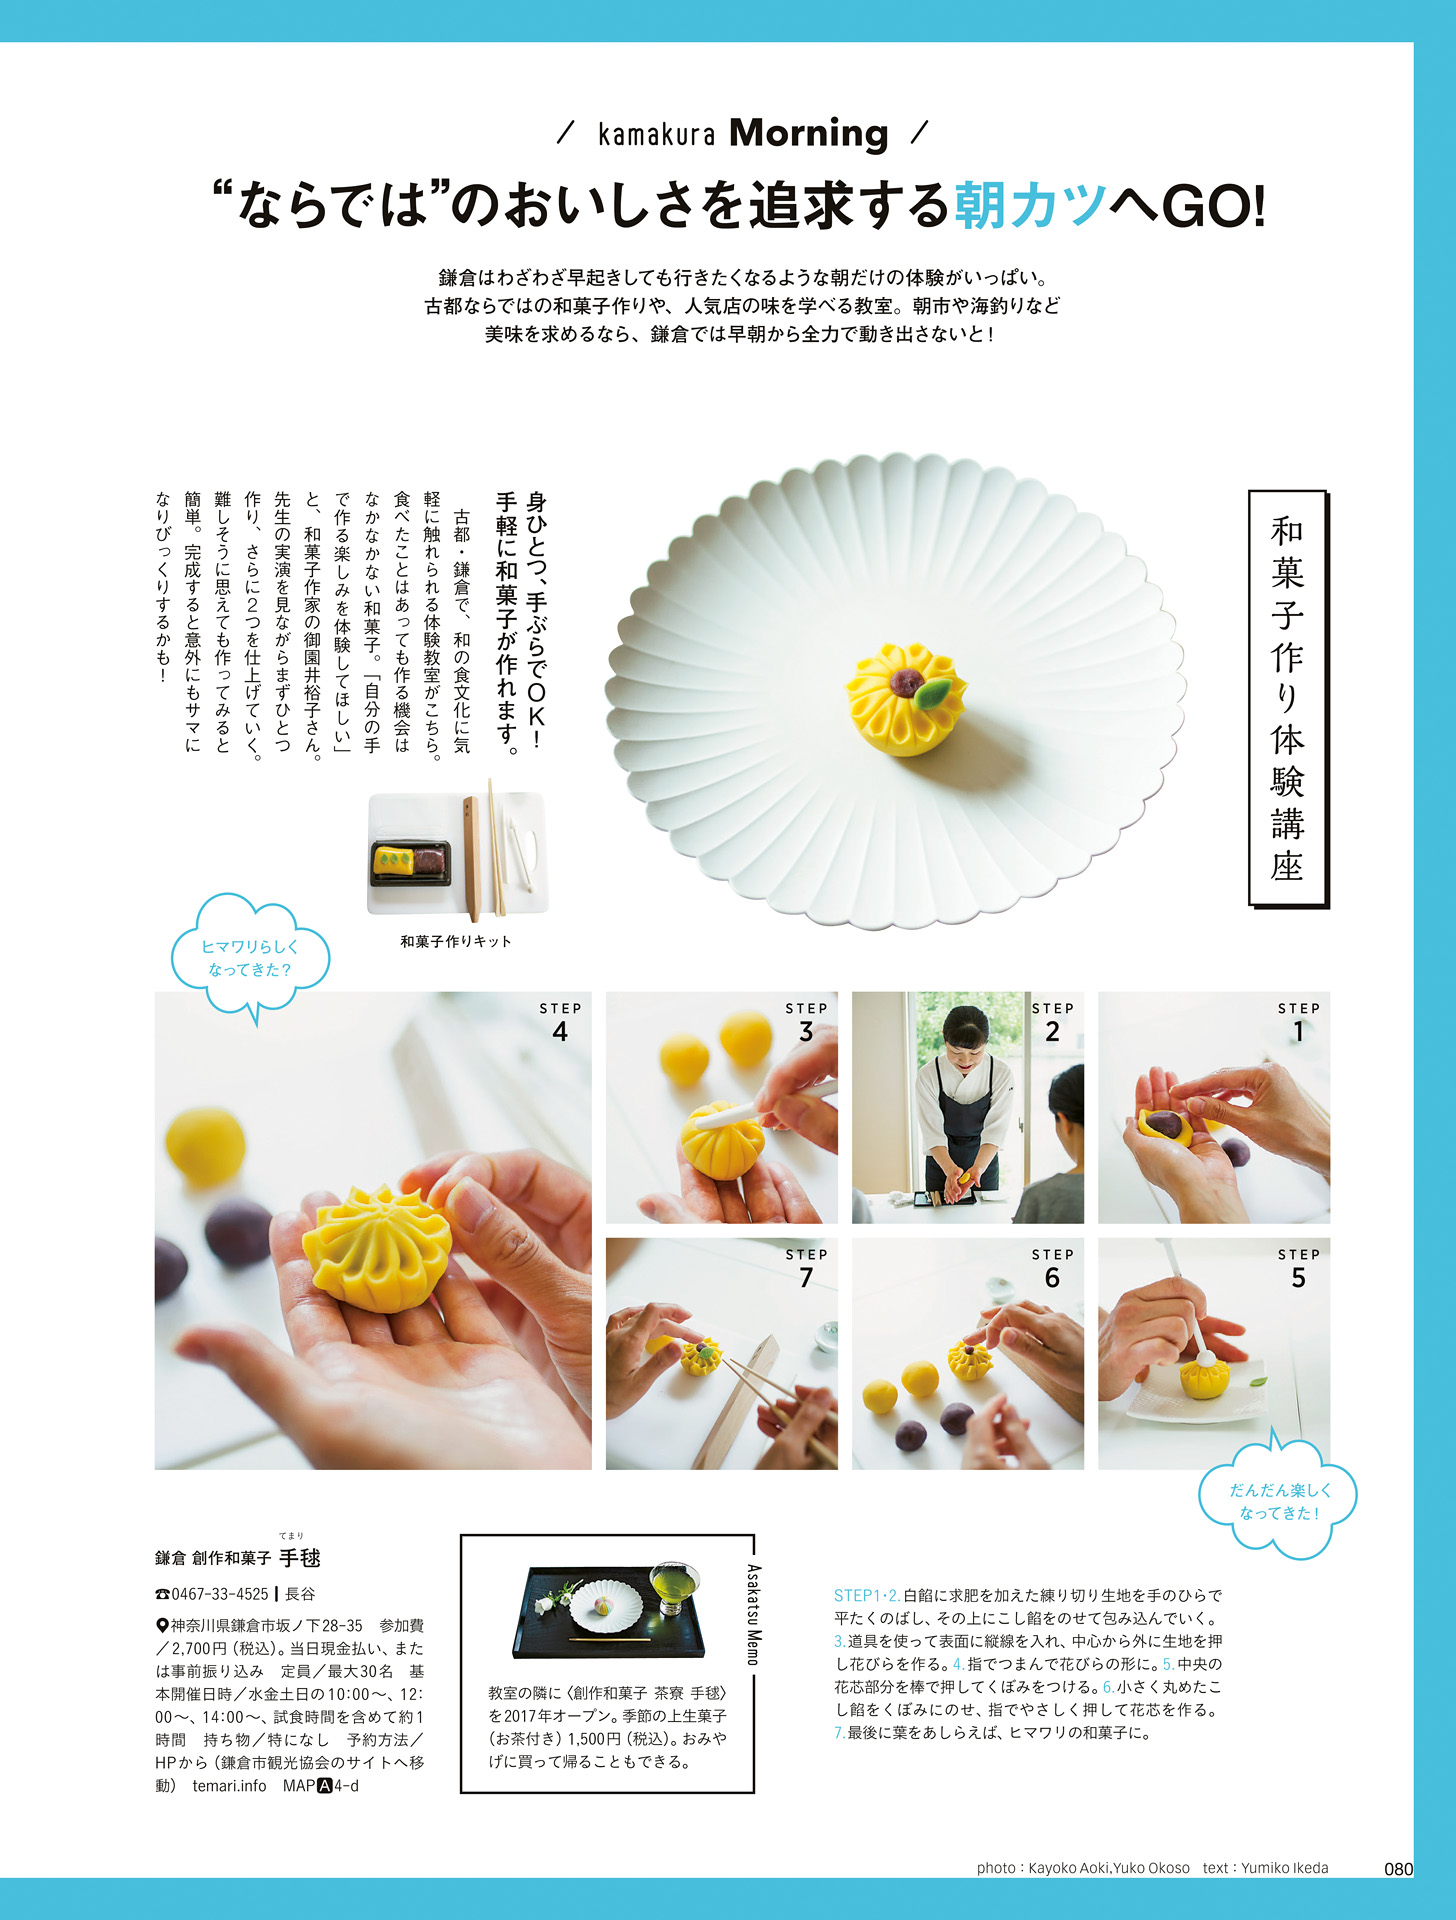 kamakura Morning
“ならでは”のおいしさを追求する朝カツへGO!
鎌倉はわざわざ早起きしても行きたくなるような朝だけの体験がいっぱい。
古都ならではの和菓子作りや、人気店の味を学べる教室。朝市や海釣りなど
美味を求めるなら、鎌倉では早朝から全力で動き出さないと！
和菓子作り体験講座
身ひとつ、手ぶらでOK！
手軽に和菓子が作れます。
古都・鎌倉で、和の食文化に気
軽に触れられる体験教室がこちら。
食べたことはあっても作る機会は
なかなかない和菓子。「自分の手
で作る楽しみを体験してほしい」
と、和菓子作家の御園井裕子さん。
先生の実演を見ながらまずひとつ
作り、さらに2つを仕上げていく。
難しそうに思えても作ってみると
簡単。完成すると意外にもサマに
なりびっくりするかも！
和菓子作りキット
ヒマワリらしく
なってきた？
STEP
1
STEP
2
STEP
3
STEP
4
STEP
5
STEP
6
STEP
7
だんだん楽しく
なってきた！
STEP1・2.白餡に求肥を加えた練り切り生地を手のひらで
平たくのばし、その上にこし餡をのせて包み込んでいく。
3.道具を使って表面に縦線を入れ、中心から外に生地を押
し花びらを作る。4.指でつまんで花びらの形に。5.中央の
花芯部分を棒で押してくぼみをつける。6.小さく丸めたこ
し餡をくぼみにのせ、指でやさしく押して花芯を作る。
7.最後に葉をあしらえば、ヒマワリの和菓子に。
Asakatsu Memo
教室の隣に〈創作和菓子 茶寮 手毬〉
を2017年オープン。季節の上生菓子
（お茶付き）1,500円（税込）。おみや
げに買って帰ることもできる。
てまり
鎌倉 創作和菓子 手毬
☎0467-33-4525 | 長谷
神奈川県鎌倉市坂ノ下28-35　参加費
／2,700円（税込）。当日現金払い、また
は事前振り込み　定員／最大30名　基
本開催日時／水金土日の10:00〜、12:
00〜、14:00〜、試食時間を含めて約1
時間　持ち物／特になし　予約方法／
HPから（鎌倉市観光協会のサイトへ移
動）　temari.info　MAP A 4-d
photo：Kayoko Aoki,Yuko Okoso　text：Yumiko Ikeda
080